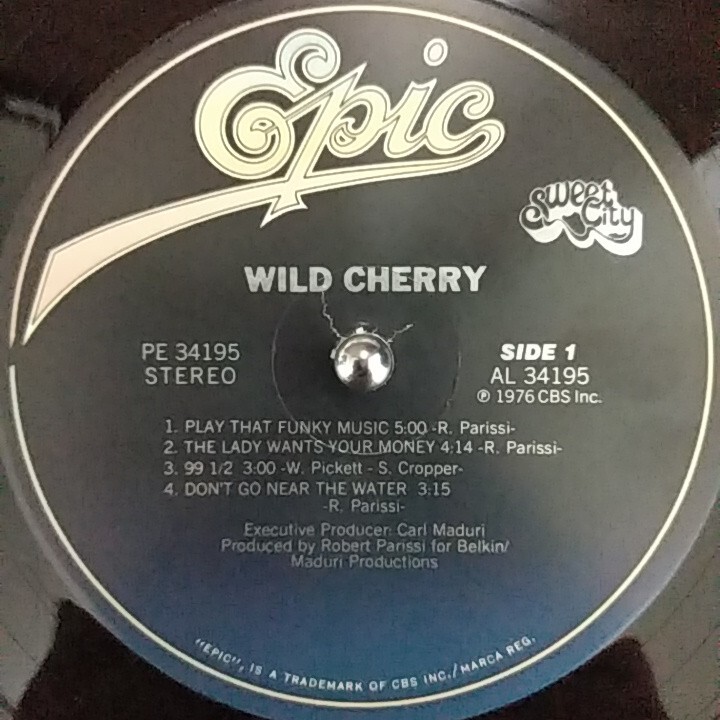 Epic
Sweet
City
WILD CHERRY
PE 34195
STEREO
SIDE 1
AL 34195
℗ 1976 CBS Inc.
1. PLAY THAT FUNKY MUSIC 5:00 -R. Parissi-
2. THE LADY WANTS YOUR MONEY 4:14 -R. Parissi-
3. 99 1/2 3:00 -W. Pickett - S. Cropper-
4. DON'T GO NEAR THE WATER 3:15
-R. Parissi-
Executive Producer: Carl Maduri
Produced by Robert Parissi for Belkin/
Maduri Productions
"EPIC", IS A TRADEMARK OF CBS INC./MARCA REG.